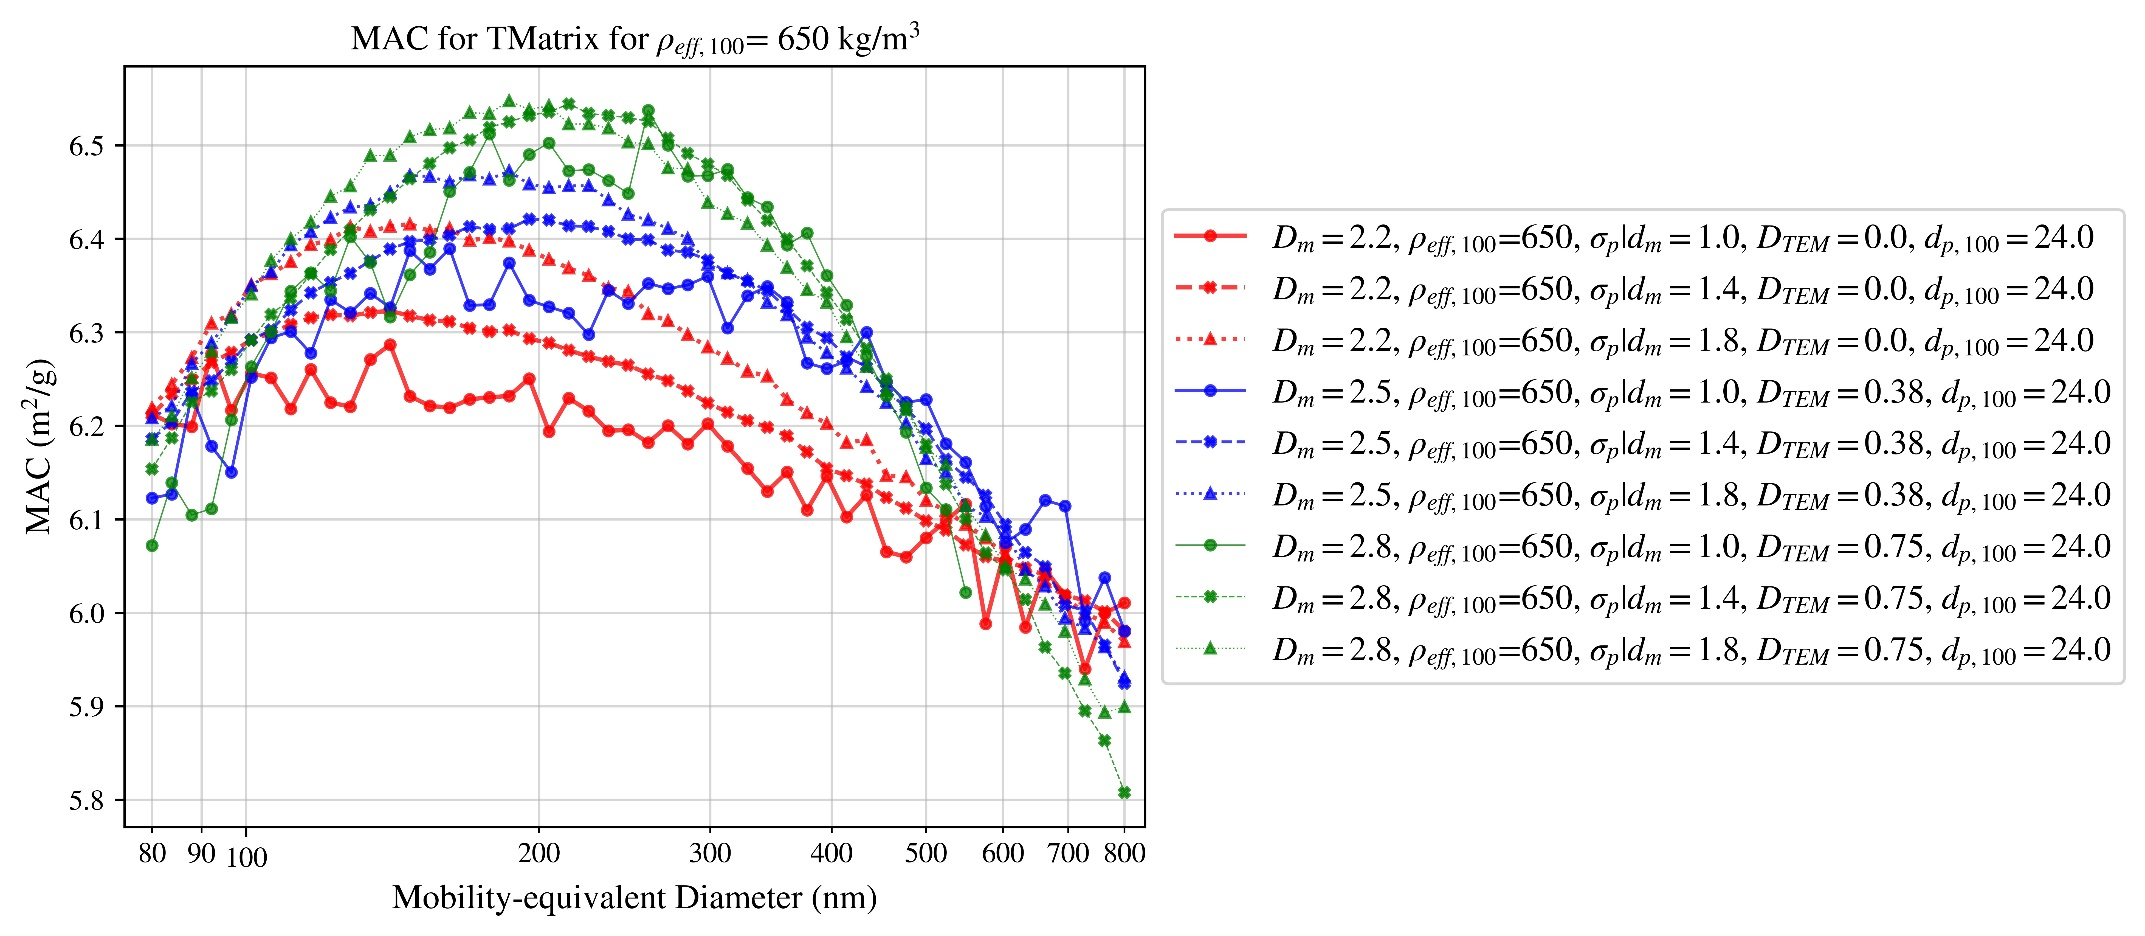 MAC for TMatrix for ρeff,100= 650 kg/m³
MAC (m²/g)
6.5
6.4
6.3
6.2
6.1
6.0
5.9
5.8
80 90 100 200 300 400 500 600 700 800
Mobility-equivalent Diameter (nm)
Dm = 2.2, ρeff,100=650, σp|dm = 1.0, DTEM = 0.0, dp,100 = 24.0
Dm = 2.2, ρeff,100=650, σp|dm = 1.4, DTEM = 0.0, dp,100 = 24.0
Dm = 2.2, ρeff,100=650, σp|dm = 1.8, DTEM = 0.0, dp,100 = 24.0
Dm = 2.5, ρeff,100=650, σp|dm = 1.0, DTEM = 0.38, dp,100 = 24.0
Dm = 2.5, ρeff,100=650, σp|dm = 1.4, DTEM = 0.38, dp,100 = 24.0
Dm = 2.5, ρeff,100=650, σp|dm = 1.8, DTEM = 0.38, dp,100 = 24.0
Dm = 2.8, ρeff,100=650, σp|dm = 1.0, DTEM = 0.75, dp,100 = 24.0
Dm = 2.8, ρeff,100=650, σp|dm = 1.4, DTEM = 0.75, dp,100 = 24.0
Dm = 2.8, ρeff,100=650, σp|dm = 1.8, DTEM = 0.75, dp,100 = 24.0